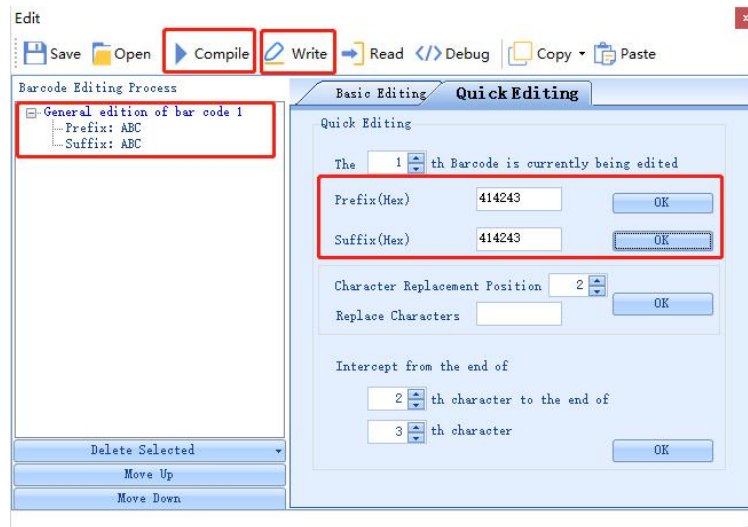 Edit
Save Open Compile Write Read </> Debug Copy Paste
Barcode Editing Process
General edition of bar code 1
Prefix: ABC
Suffix: ABC
Delete Selected
Move Up
Move Down
Basic Editing Quick Editing
Quick Editing
The 1 th Barcode is currently being edited
Prefix(Hex) 414243 OK
Suffix(Hex) 414243 OK
Character Replacement Position 2
Replace Characters OK
Intercept from the end of
2 th character to the end of
3 th character
OK